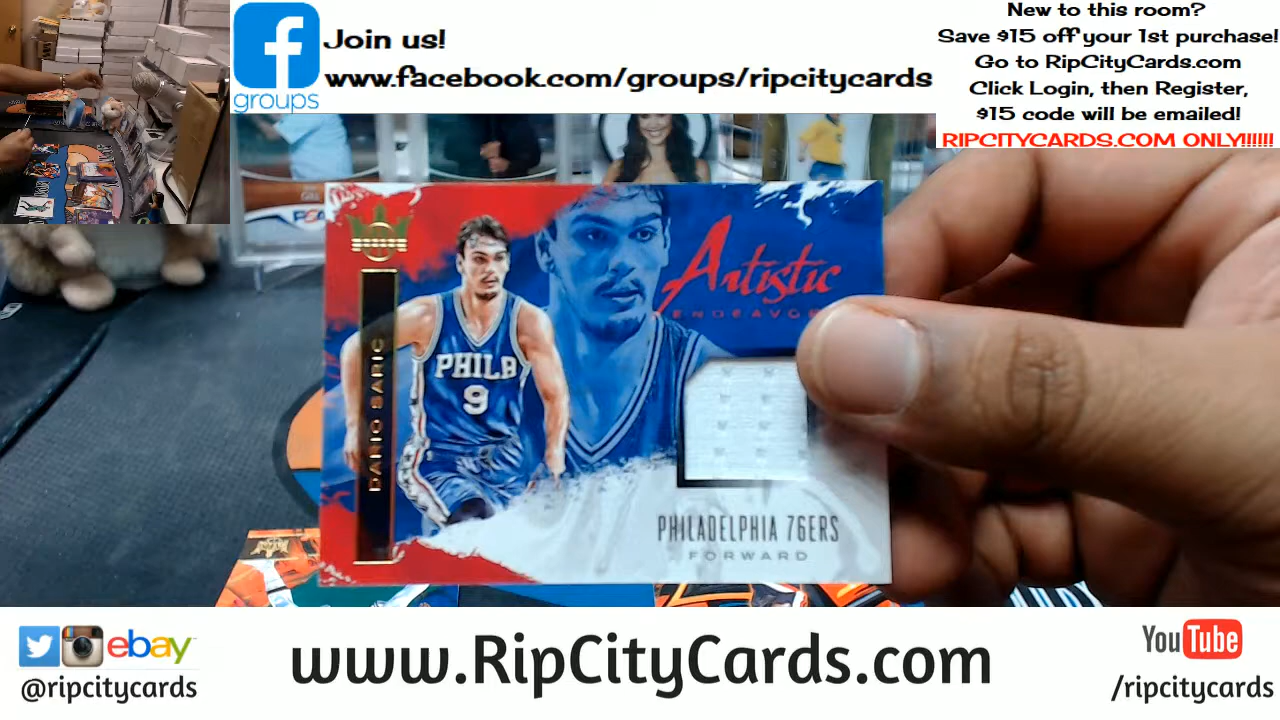 groups
Join us!
www.facebook.com/groups/ripcitycards
New to this room?
Save $15 off your 1st purchase!
Go to RipCityCards.com
Click Login, then Register,
$15 code will be emailed!
RIPCITYCARDS.COM ONLY!!!!!!
PSA
Artistic
DARIO SARIC
PHILA
9
PHILADELPHIA 76ERS
FORWARD
ebay
@ripcitycards
www.RipCityCards.com
YouTube
/ripcitycards